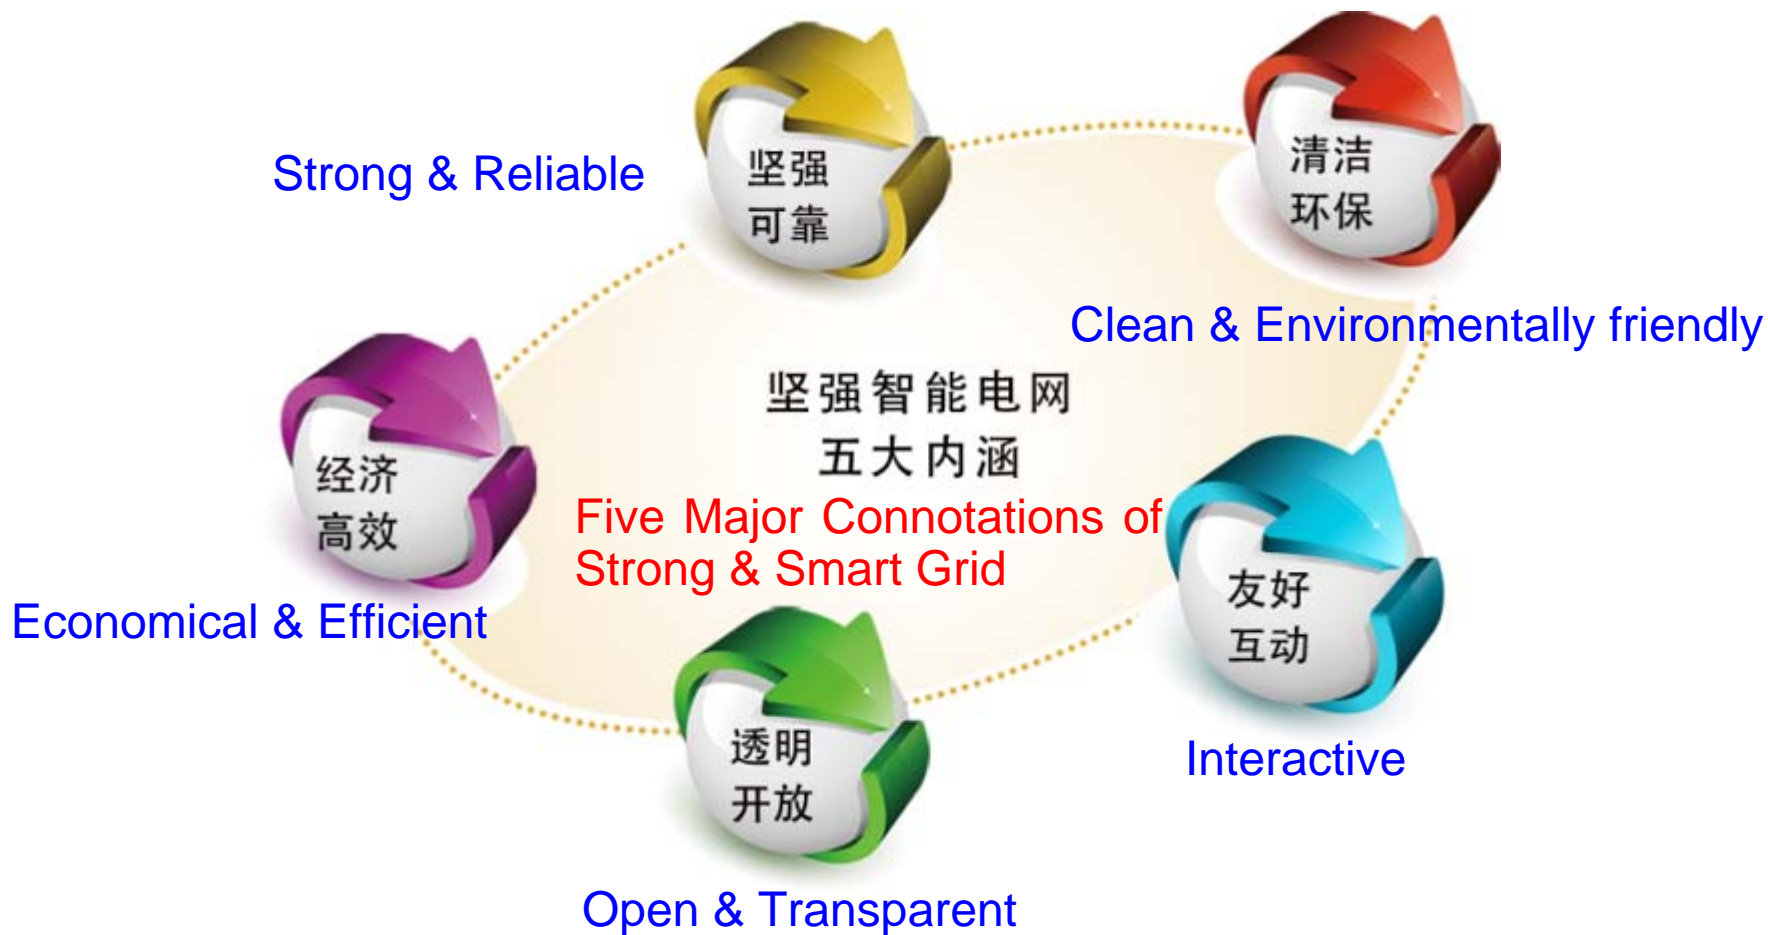 坚强
可靠
Strong & Reliable
清洁
环保
Clean & Environmentally friendly
坚强智能电网
五大内涵
Five Major Connotations of
Strong & Smart Grid
经济
高效
Economical & Efficient
友好
互动
Interactive
透明
开放
Open & Transparent